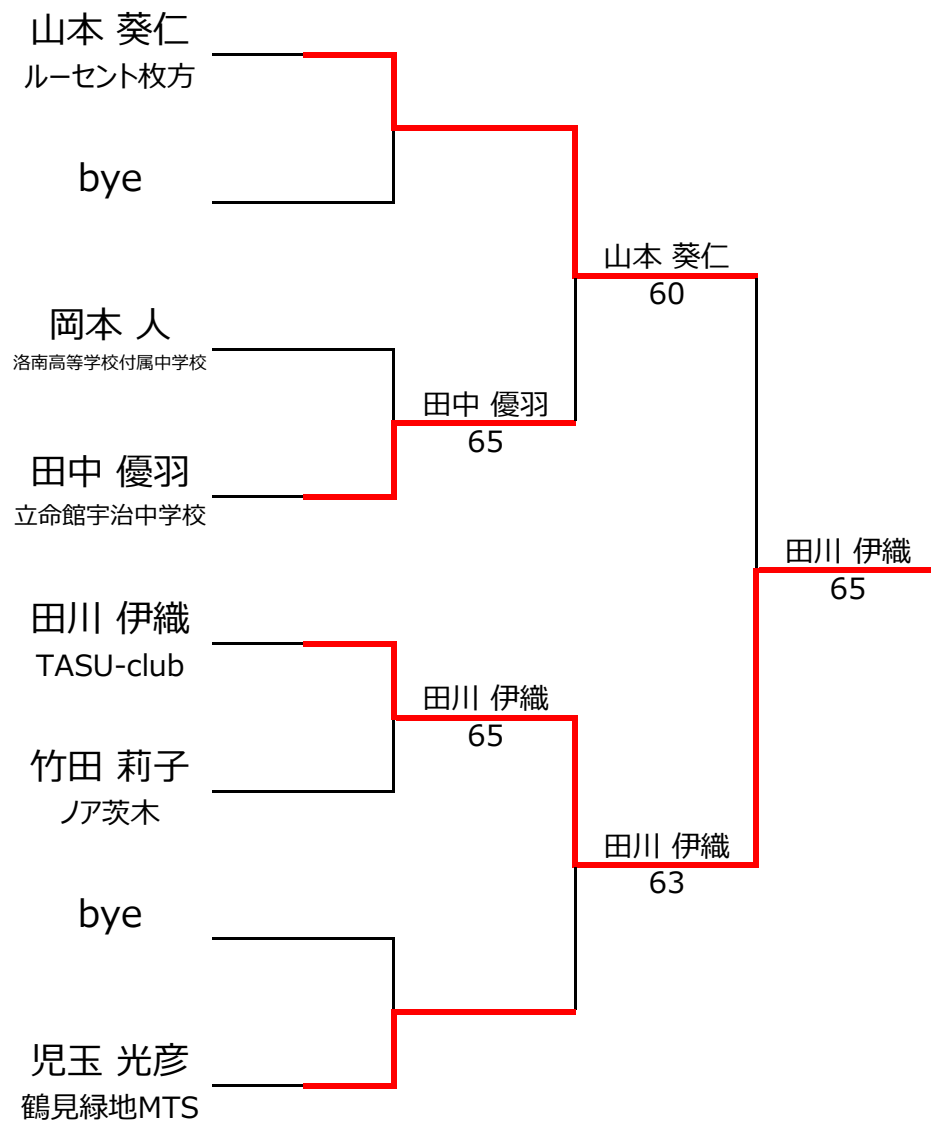 山本 葵仁
ルーセント枚方
bye
岡本 人
洛南高等学校付属中学校
田中 優羽
立命館宇治中学校
田川 伊織
TASU-club
竹田 莉子
ノア茨木
bye
児玉 光彦
鶴見緑地MTS
田中 優羽
65
田川 伊織
65
山本 葵仁
60
田川 伊織
63
田川 伊織
65